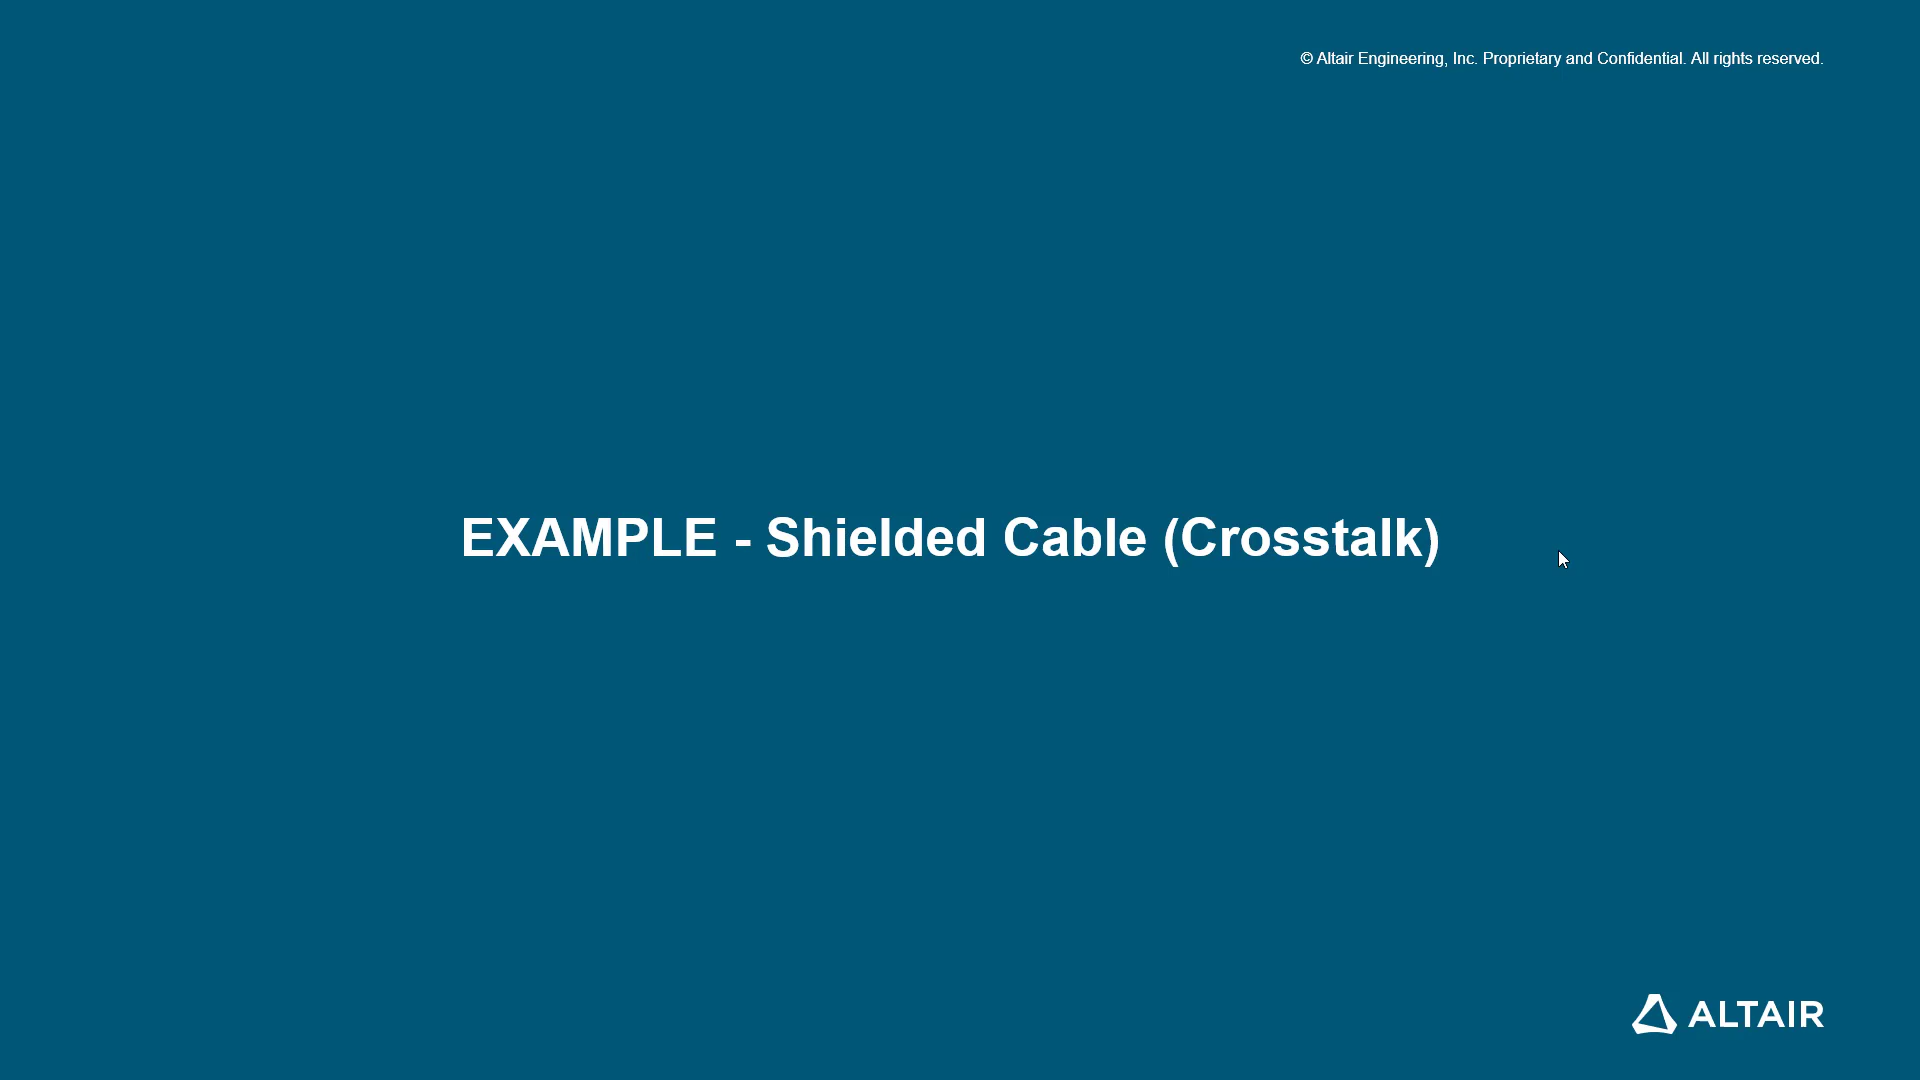 © Altair Engineering, Inc. Proprietary and Confidential. All rights reserved.
EXAMPLE - Shielded Cable (Crosstalk)
ALTAIR